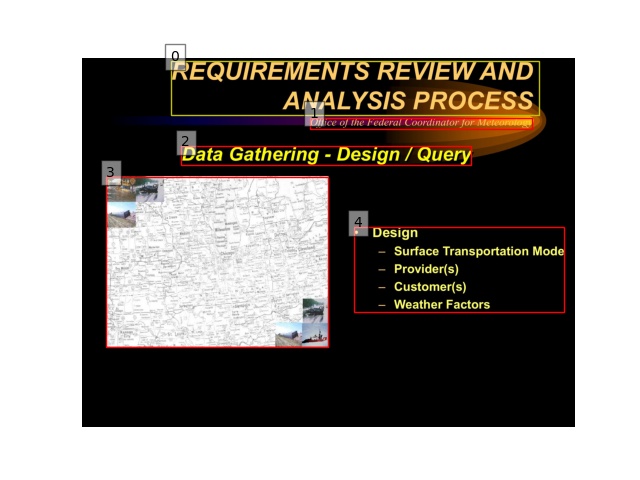 0
REQUIREMENTS REVIEW AND
ANALYSIS PROCESS
1
Office of the Federal Coordinator for Meteorology
2
Data Gathering - Design / Query
3
4
• Design
– Surface Transportation Mode
– Provider(s)
– Customer(s)
– Weather Factors